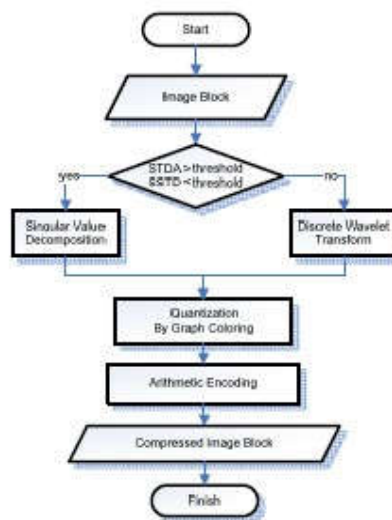 Start
Image Block
STDA>threshold
yes
no
SSTD<threshold
Singular Value
Decomposition
Discrete Wavelet
Transform
Quantization
By Graph Coloring
Arithmetic Encoding
Compressed Image Block
Finish